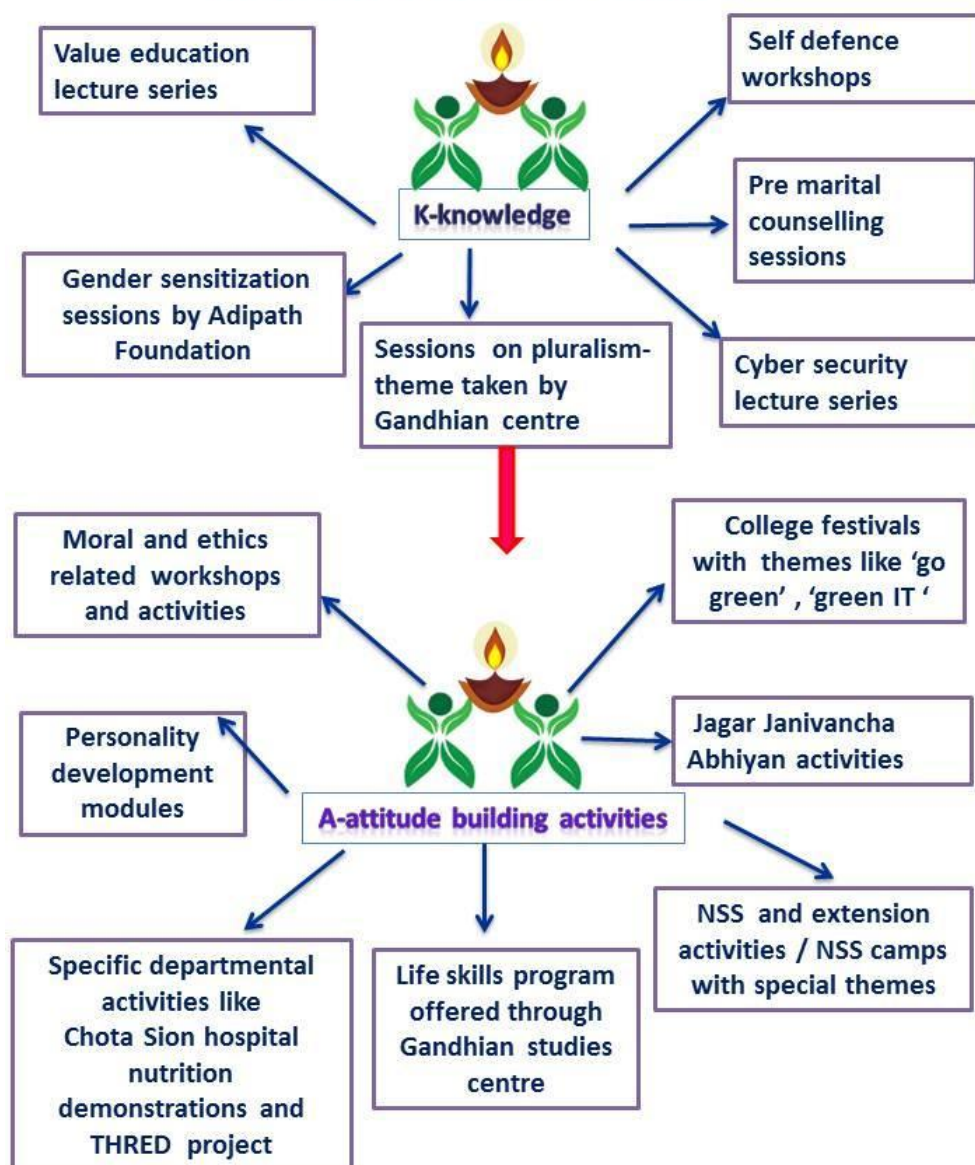 Value education
lecture series
Self defence
workshops
K-knowledge
Pre marital
counselling
sessions
Gender sensitization
sessions by Adipath
Foundation
Sessions on pluralism-
theme taken by
Gandhian centre
Cyber security
lecture series
Moral and ethics
related workshops
and activities
College festivals
with themes like ‘go
green’ , ‘green IT ‘
Personality
development
modules
Jagar Janivancha
Abhiyan activities
A-attitude building activities
Specific departmental
activities like
Chota Sion hospital
nutrition
demonstrations and
THRED project
Life skills program
offered through
Gandhian studies
centre
NSS and extension
activities / NSS camps
with special themes